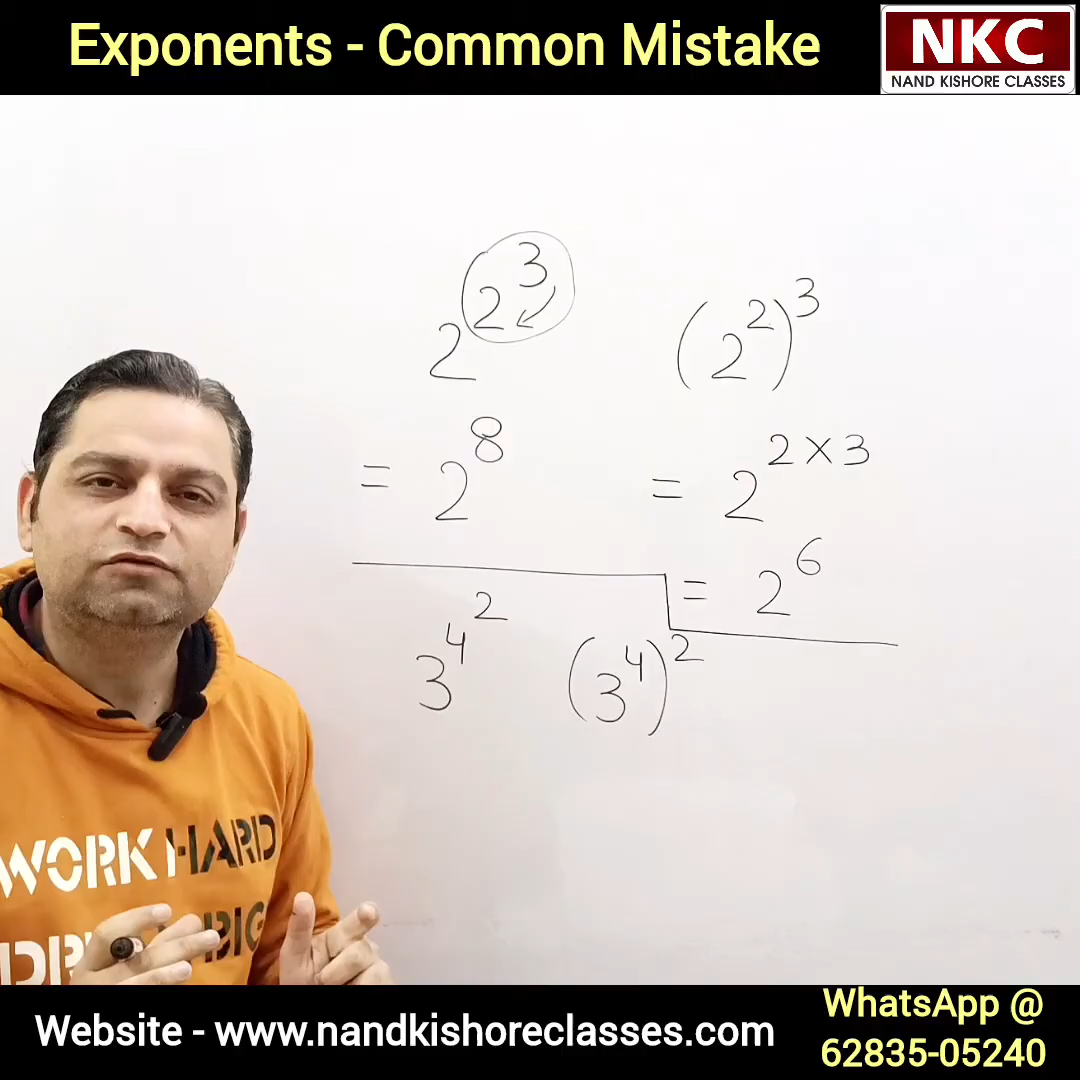 Exponents - Common Mistake
NKC
NAND KISHORE CLASSES
2^2^3
(2^2)^3
= 2^8
= 2^{2×3}
= 2^6
3^4^2
(3^4)^2
WORK HARD
BIG
Website - www.nandkishoreclasses.com
WhatsApp @
62835-05240